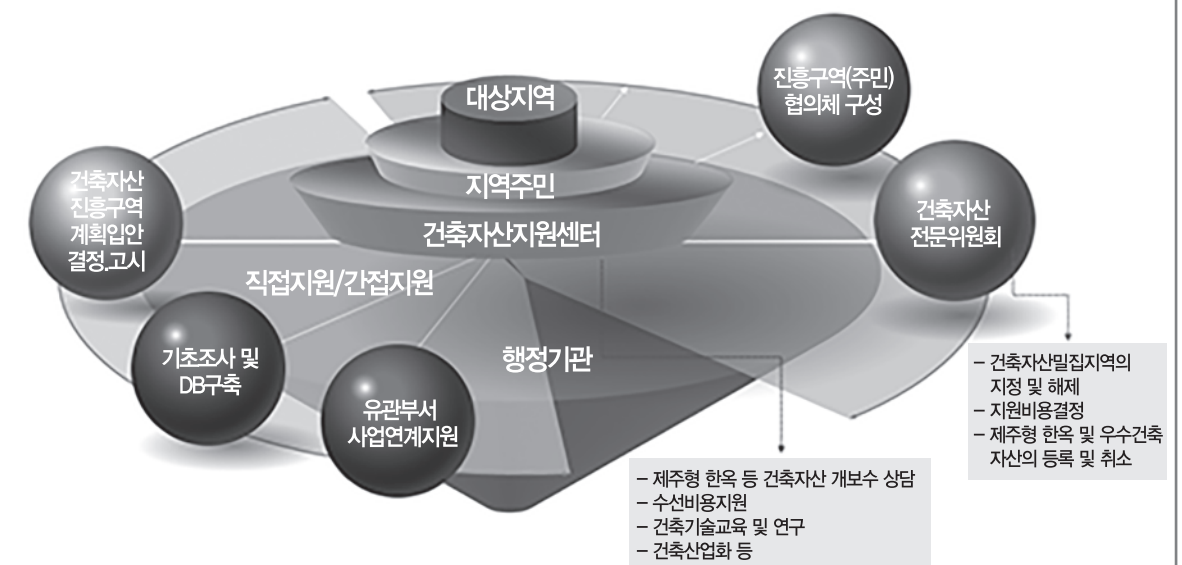 대상지역
지역주민
건축자산지원센터
직접지원/간접지원
행정기관
진흥구역(주민)
협의체 구성
건축자산
전문위원회
건축자산
진흥구역
계획입안
결정.고시
기초조사 및
DB구축
유관부서
사업연계지원
– 건축자산밀집지역의
지정 및 해제
– 지원비용결정
– 제주형 한옥 및 우수건축
자산의 등록 및 취소
– 제주형 한옥 등 건축자산 개보수 상담
– 수선비용지원
– 건축기술교육 및 연구
– 건축산업화 등